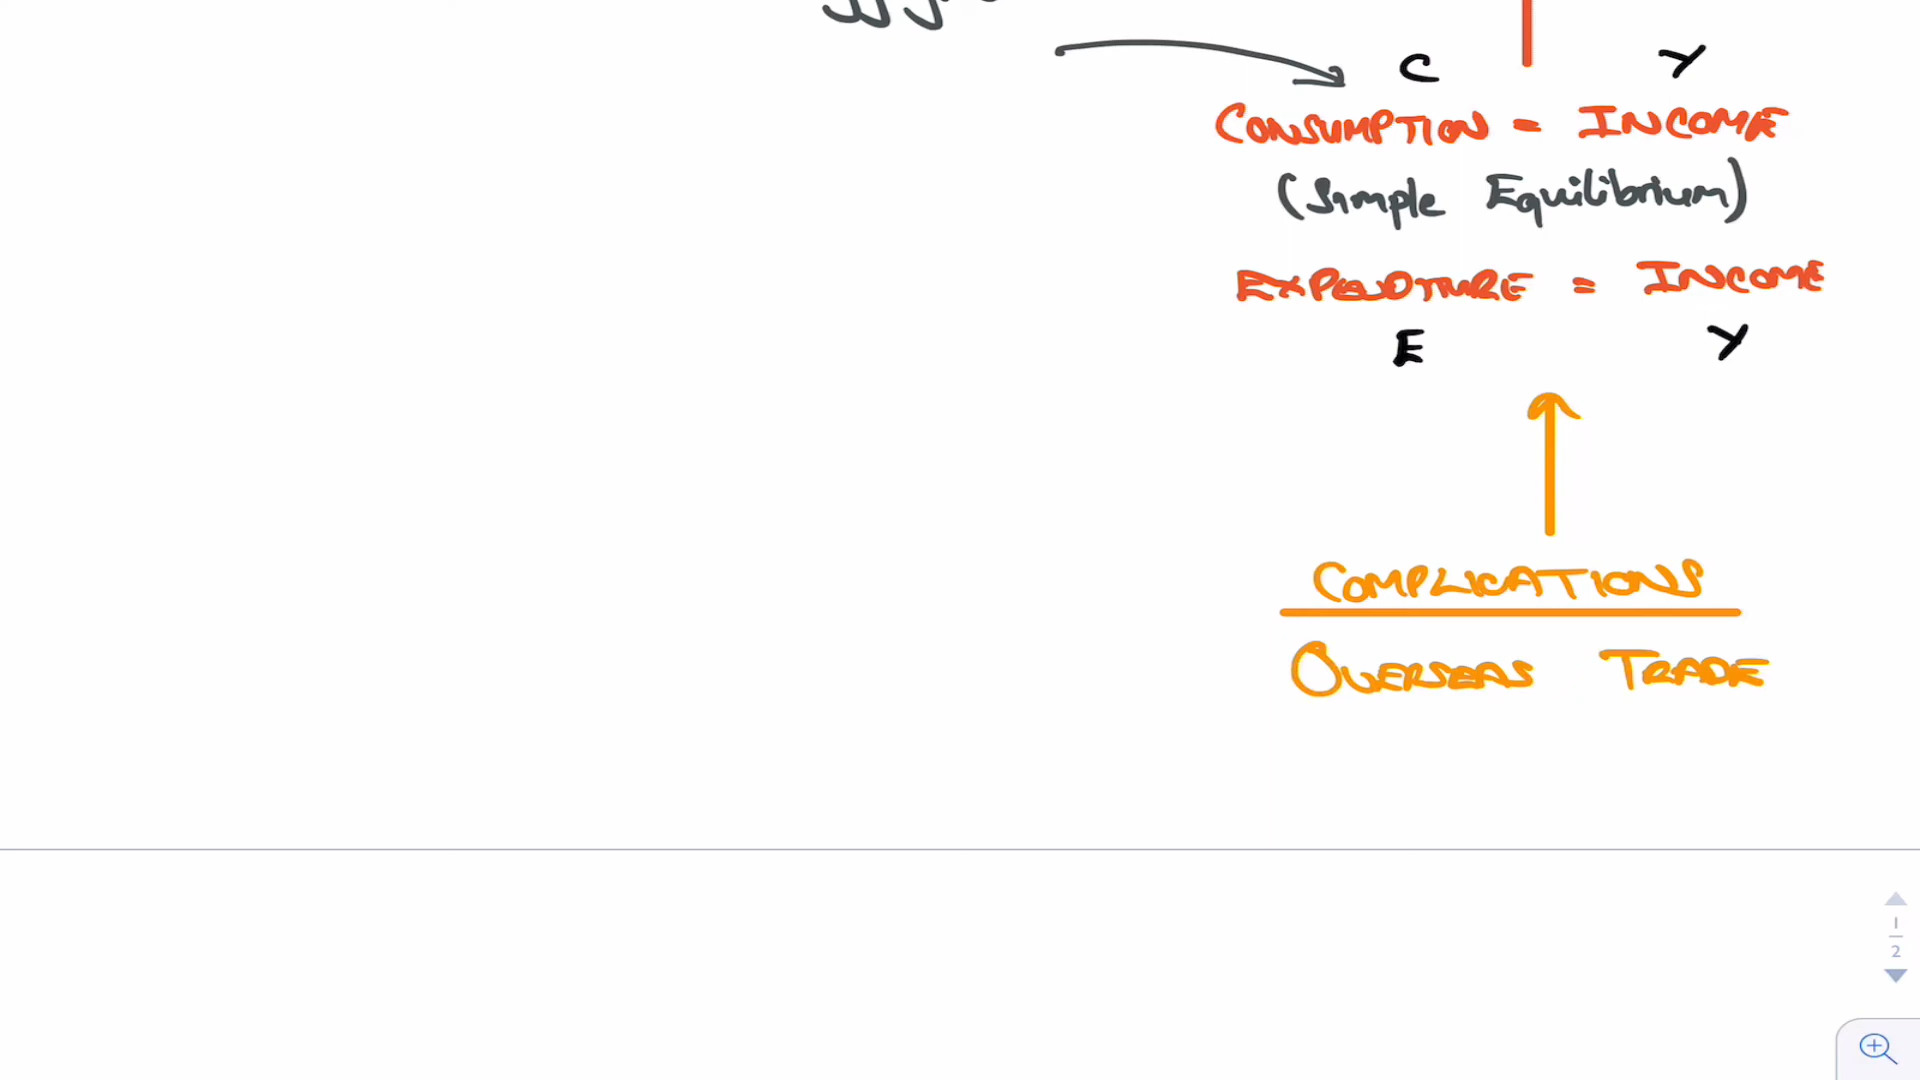 C Y
CONSUMPTION = INCOME
(Simple Equilibrium)
EXPENDITURE = INCOME
E Y
COMPLICATIONS
OVERSEAS TRADE
1
2